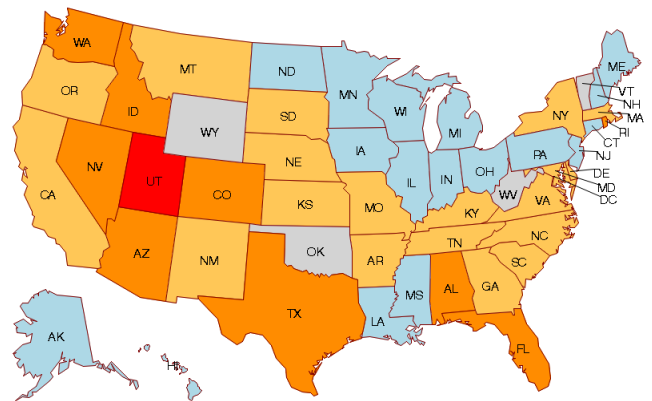 WA
MT
ND
MN
ME
VT
NH
OR
ID
SD
WI
MI
NY
MA
RI
CT
WY
IA
PA
NJ
NV
NE
IL
IN
OH
UT
CO
DE
MD
DC
CA
KS
MO
KY
WV
VA
AZ
NM
OK
AR
TN
NC
SC
TX
LA
MS
AL
GA
FL
AK
HI